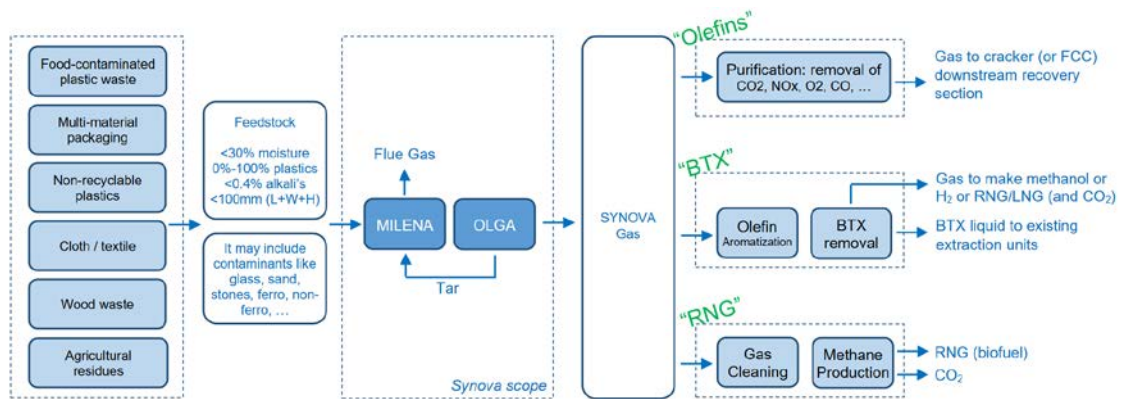 Food-contaminated
plastic waste
Multi-material
packaging
Non-recyclable
plastics
Cloth / textile
Wood waste
Agricultural
residues
Feedstock
<30% moisture
0%-100% plastics
<0.4% alkali's
<100mm (L+W+H)
It may include
contaminants like
glass, sand,
stones, ferro, non-
ferro, ...
Flue Gas
MILENA
OLGA
Tar
Synova scope
SYNOVA
Gas
"Olefins"
Purification: removal of
CO2, NOx, O2, CO, ...
Gas to cracker (or FCC)
downstream recovery
section
"BTX"
Olefin
Aromatization
BTX
removal
Gas to make methanol or
H₂ or RNG/LNG (and CO₂)
BTX liquid to existing
extraction units
"RNG"
Gas
Cleaning
Methane
Production
RNG (biofuel)
CO₂